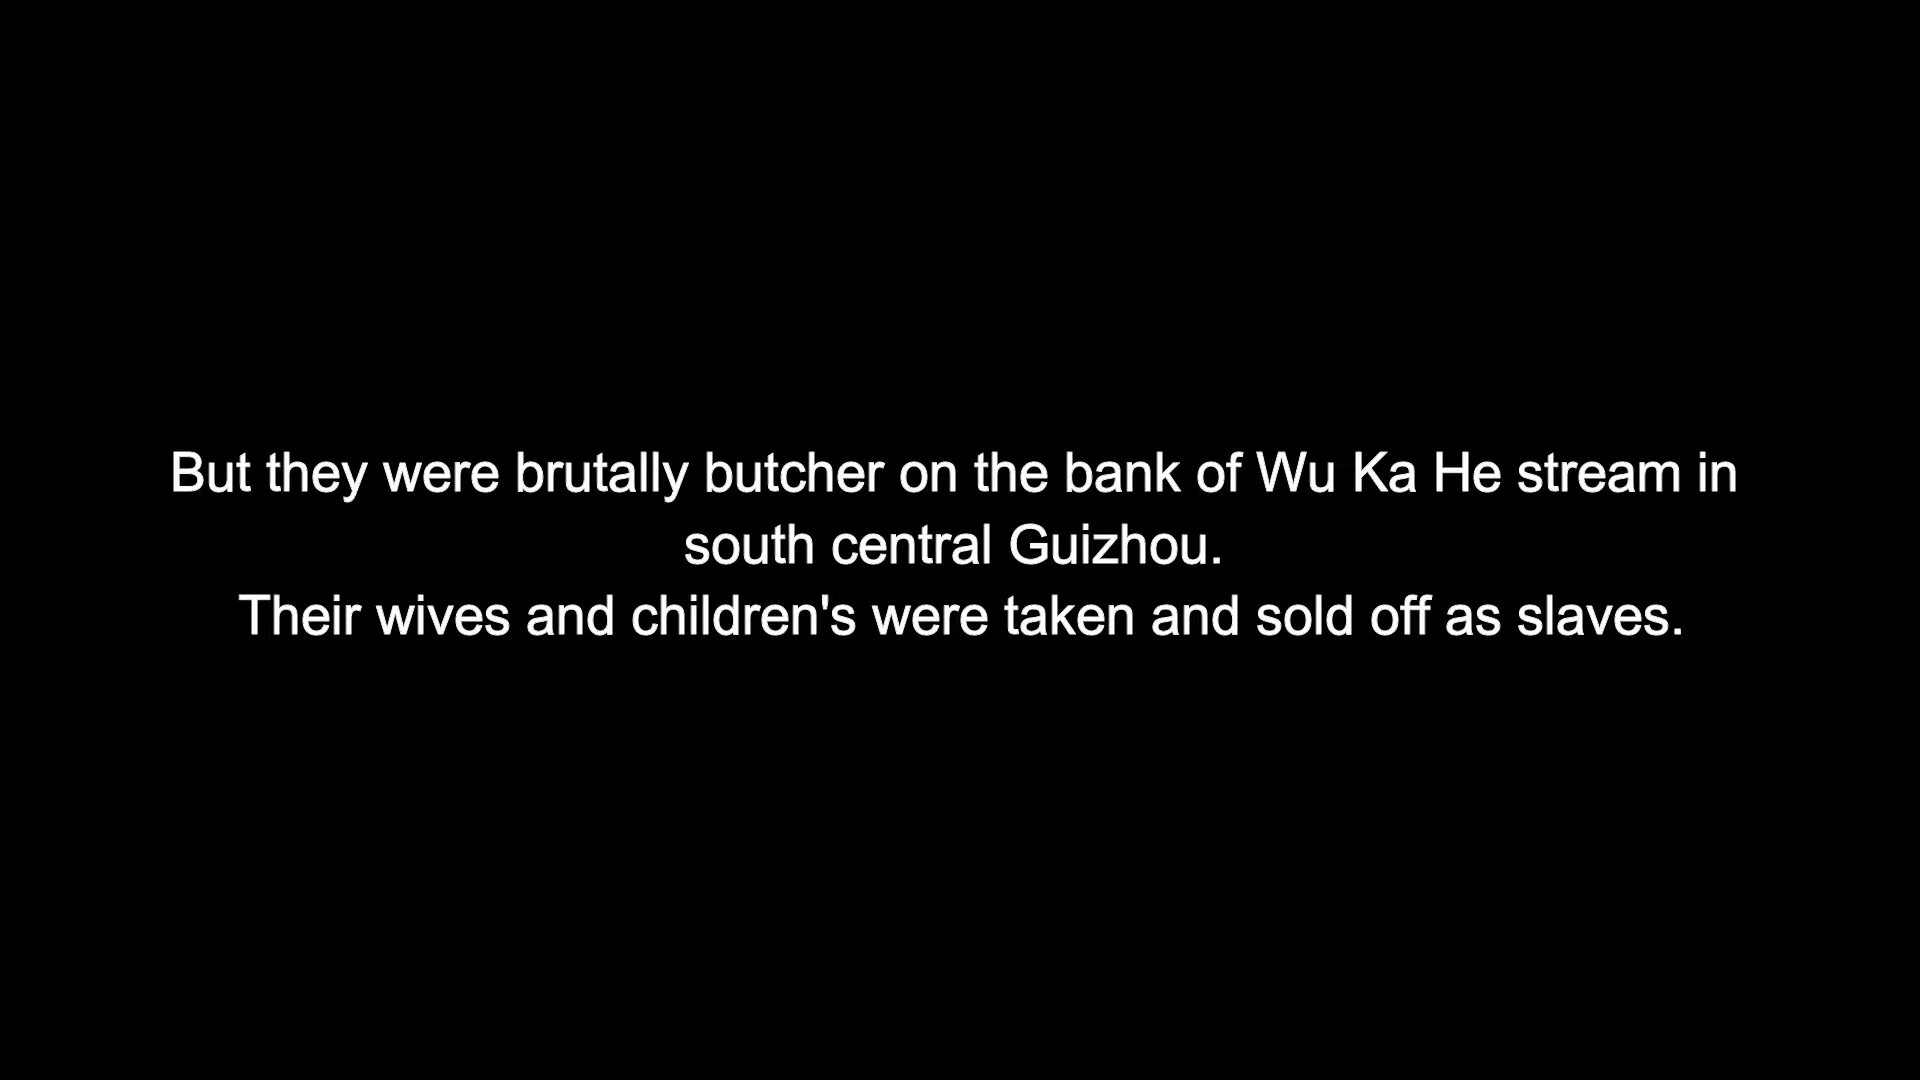 But they were brutally butcher on the bank of Wu Ka He stream in
south central Guizhou.
Their wives and children's were taken and sold off as slaves.